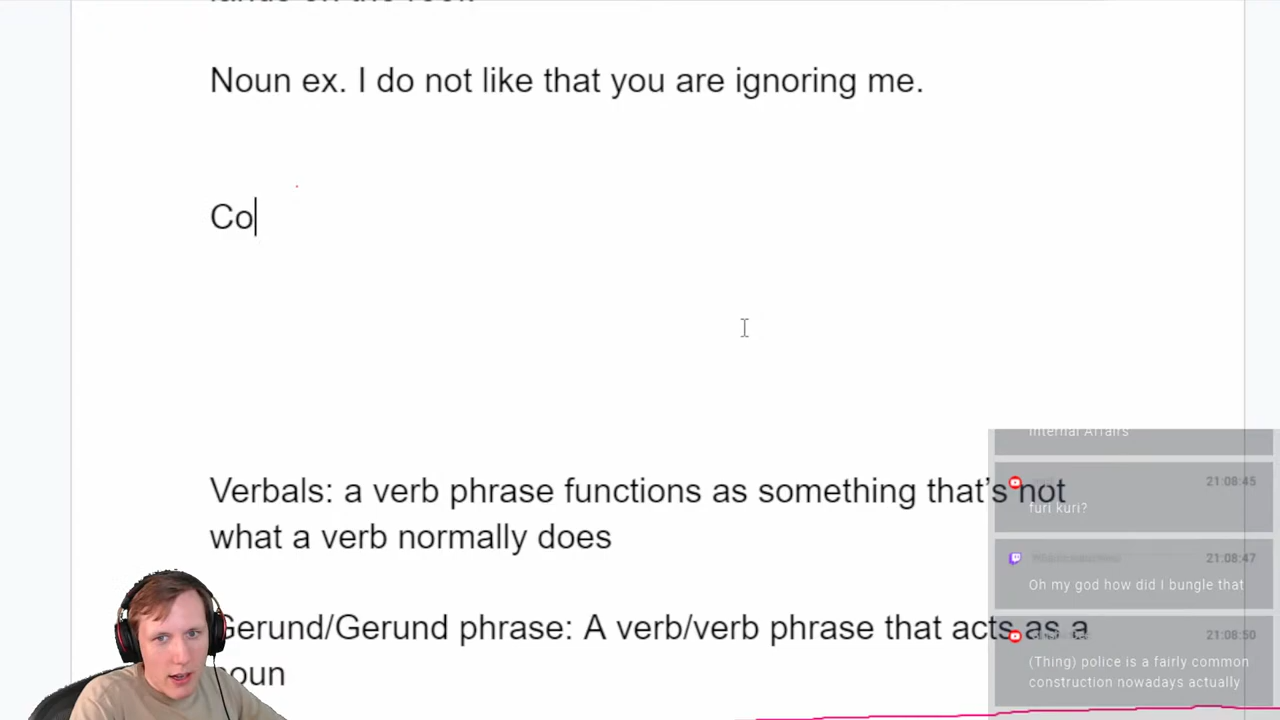 Noun ex. I do not like that you are ignoring me.
Co
Verbals: a verb phrase functions as something that’s not
what a verb normally does
Gerund/Gerund phrase: A verb/verb phrase that acts as a
noun
Internal Affairs
21:08:45
furi kuri?
21:08:47
Oh my god how did I bungle that
21:08:50
(Thing) police is a fairly common
construction nowadays actually